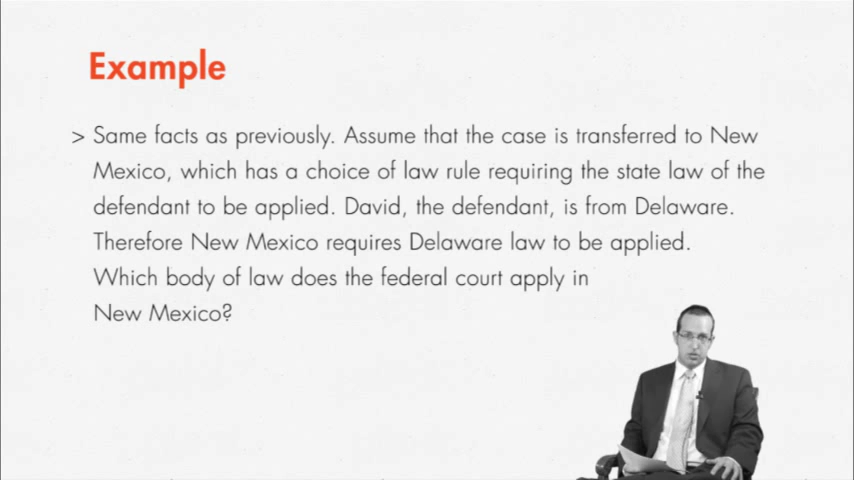 Example
> Same facts as previously. Assume that the case is transferred to New
Mexico, which has a choice of law rule requiring the state law of the
defendant to be applied. David, the defendant, is from Delaware.
Therefore New Mexico requires Delaware law to be applied.
Which body of law does the federal court apply in
New Mexico?